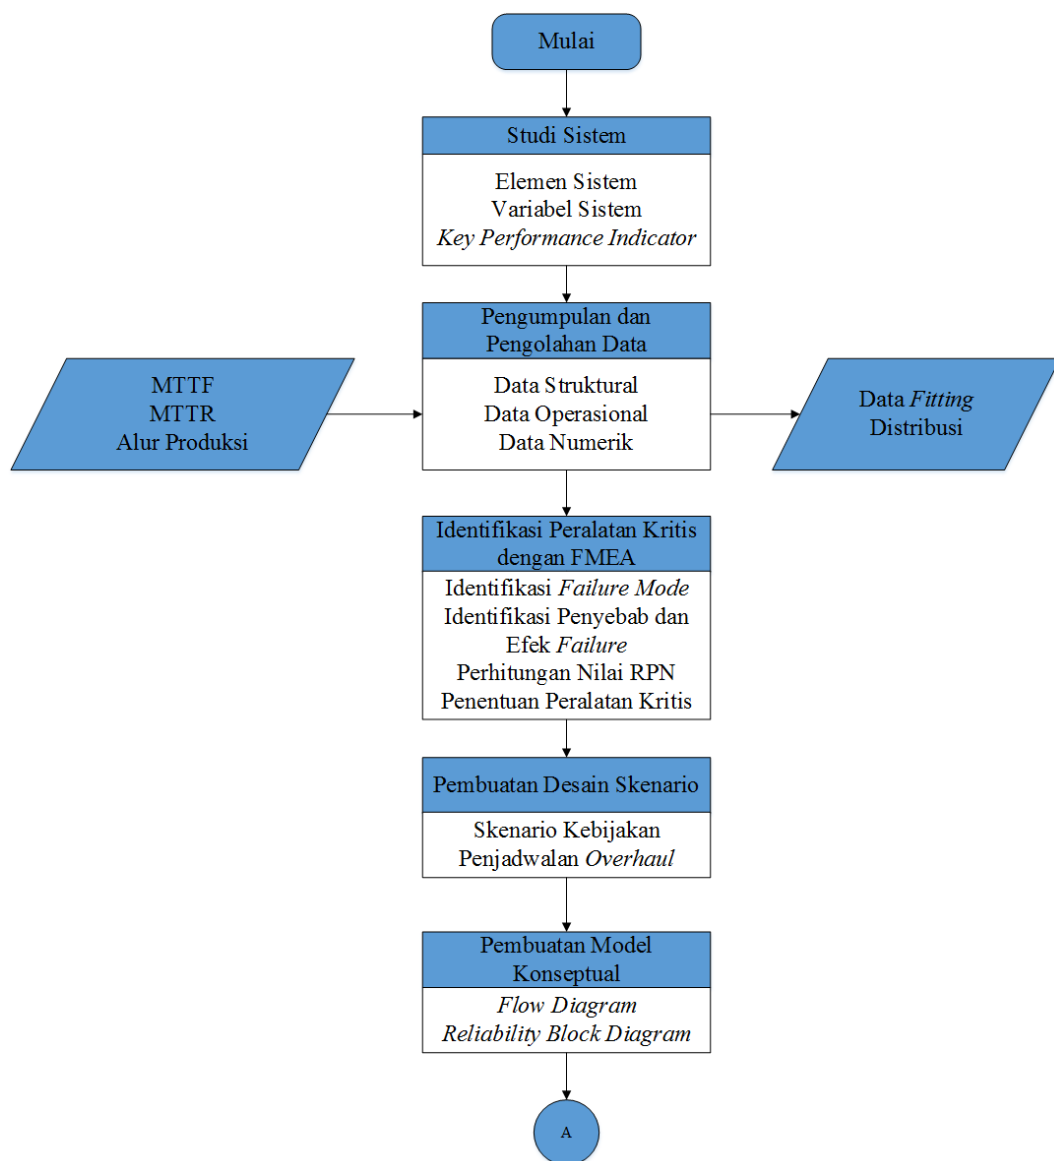 Mulai
Studi Sistem
Elemen Sistem
Variabel Sistem
Key Performance Indicator
Pengumpulan dan
Pengolahan Data
MTTF
MTTR
Alur Produksi
Data Struktural
Data Operasional
Data Numerik
Data Fitting
Distribusi
Identifikasi Peralatan Kritis
dengan FMEA
Identifikasi Failure Mode
Identifikasi Penyebab dan
Efek Failure
Perhitungan Nilai RPN
Penentuan Peralatan Kritis
Pembuatan Desain Skenario
Skenario Kebijakan
Penjadwalan Overhaul
Pembuatan Model
Konseptual
Flow Diagram
Reliability Block Diagram
A